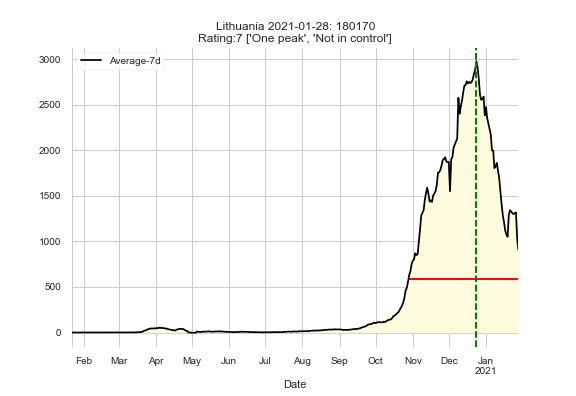 Lithuania 2021-01-28: 180170
Rating:7 ['One peak', 'Not in control']
Average-7d
3000
2500
2000
1500
1000
500
0
Feb Mar Apr May Jun Jul Aug Sep Oct Nov Dec Jan
2021
Date